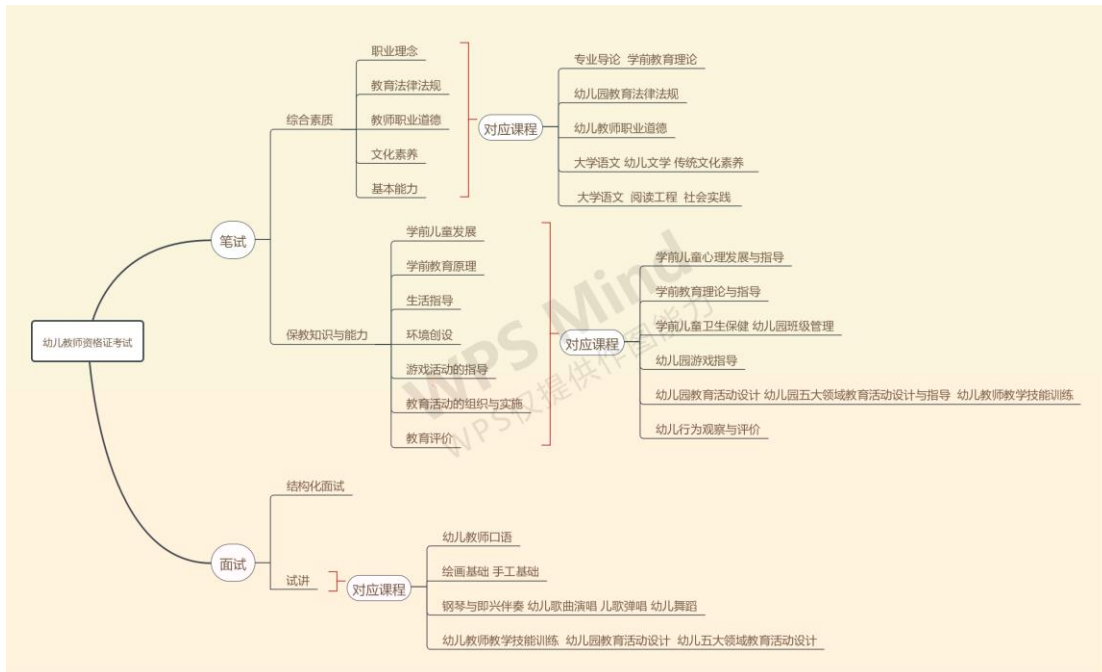 幼儿教师资格证考试
笔试
综合素质
职业理念
教育法律法规
教师职业道德
文化素养
基本能力
对应课程
专业导论 学前教育理论
幼儿园教育法律法规
幼儿教师职业道德
大学语文 幼儿文学 传统文化素养
大学语文 阅读工程 社会实践
保教知识与能力
学前儿童发展
学前教育原理
生活指导
环境创设
游戏活动的指导
教育活动的组织与实施
教育评价
对应课程
学前儿童心理发展与指导
学前教育理论与指导
学前儿童卫生保健 幼儿园班级管理
幼儿园游戏指导
幼儿园教育活动设计 幼儿园五大领域教育活动设计与指导 幼儿教师教学技能训练
幼儿行为观察与评价
面试
结构化面试
试讲
对应课程
幼儿教师口语
绘画基础 手工基础
钢琴与即兴伴奏 幼儿歌曲演唱 儿歌弹唱 幼儿舞蹈
幼儿教师教学技能训练 幼儿园教育活动设计 幼儿五大领域教育活动设计
WPS Mind
WPS仅提供作图能力